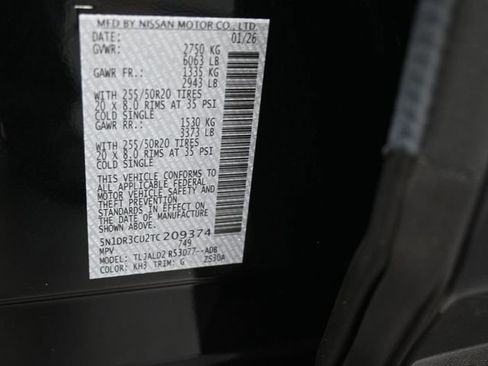 MFD BY NISSAN MOTOR CO., LTD.
DATE: 01/26
GVWR: 2750 KG
6063 LB
GAWR FR.: 1335 KG
2943 LB
WITH 255/50R20 TIRES
20 x 8.0 RIMS AT 35 PSI
COLD SINGLE
GAWR RR.: 1530 KG
3373 LB
WITH 255/50R20 TIRES
20 x 8.0 RIMS AT 35 PSI
COLD SINGLE
THIS VEHICLE CONFORMS TO
ALL APPLICABLE FEDERAL
MOTOR VEHICLE SAFETY AND
THEFT PREVENTION
STANDARDS IN EFFECT ON
THE DATE OF MANUFACTURE
SHOWN ABOVE.
5N1DR3CU2TC209374
MPV 749
MODEL: TLJALD2 R53D77--ADB
COLOR: KH3 TRIM: G ZS30A